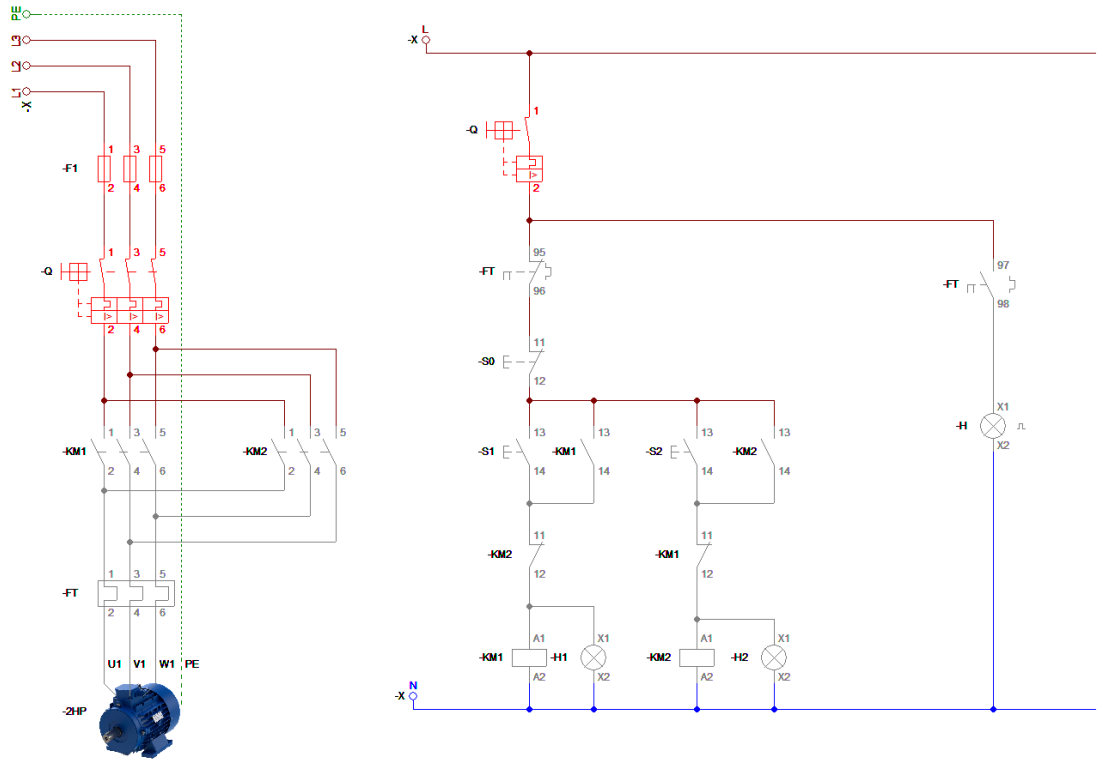 PE
L
-X
L3
L2
L1
-X
1
-Q
1 3 5
-F1
2 4 6
2
1 3 5
-Q
95
-FT
96
97
-FT
98
2 4 6
11
-S0
12
X1
-H
X2
1 3 5
-KM1
2 4 6
1 3 5
-KM2
2 4 6
13
-S1
14
13
-KM1
14
13
-S2
14
13
-KM2
14
11
-KM2
12
11
-KM1
12
1 3 5
-FT
2 4 6
A1
-KM1
A2
X1
-H1
X2
A1
-KM2
A2
X1
-H2
X2
U1 V1 W1 PE
N
-X
-2HP
I> I> I>
I>